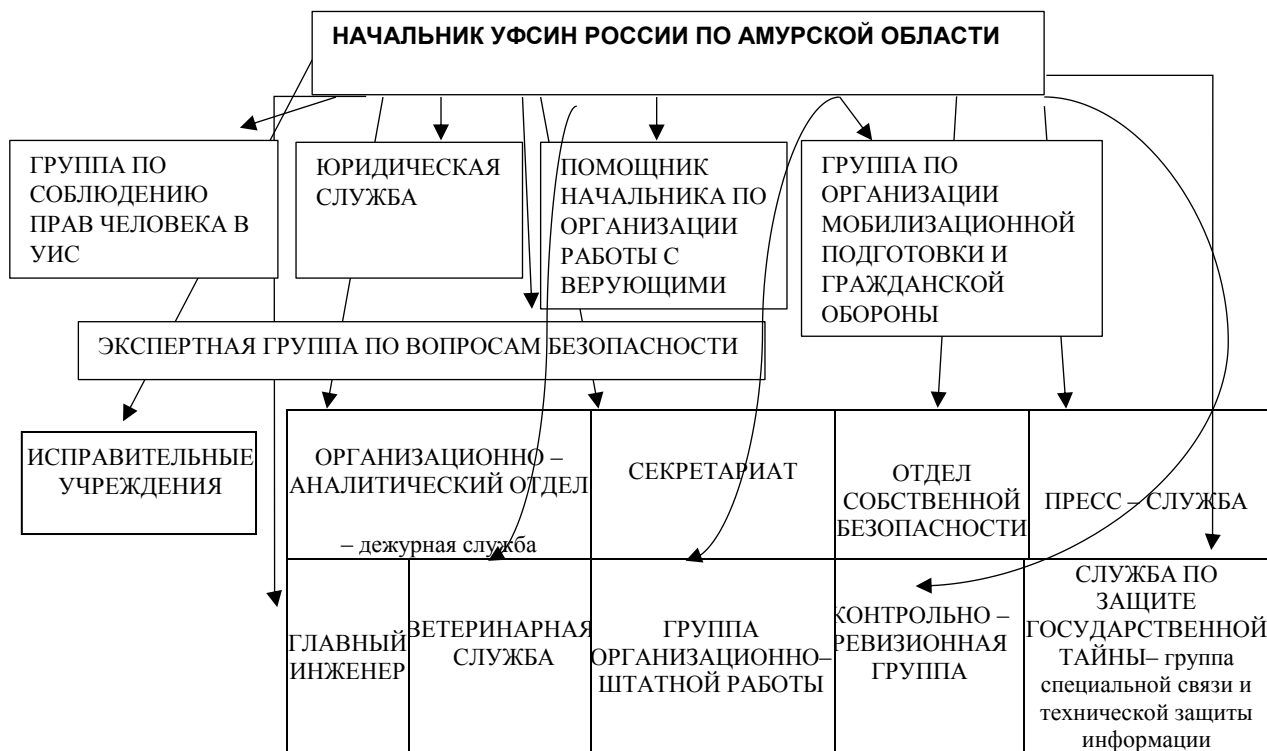 НАЧАЛЬНИК УФСИН РОССИИ ПО АМУРСКОЙ ОБЛАСТИ
ГРУППА ПО
СОБЛЮДЕНИЮ
ПРАВ ЧЕЛОВЕКА В
УИС
ЮРИДИЧЕСКАЯ
СЛУЖБА
ПОМОЩНИК
НАЧАЛЬНИКА ПО
ОРГАНИЗАЦИИ
РАБОТЫ С
ВЕРУЮЩИМИ
ГРУППА ПО
ОРГАНИЗАЦИИ
МОБИЛИЗАЦИОННОЙ
ПОДГОТОВКИ И
ГРАЖДАНСКОЙ
ОБОРОНЫ
ЭКСПЕРТНАЯ ГРУППА ПО ВОПРОСАМ БЕЗОПАСНОСТИ
ИСПРАВИТЕЛЬНЫЕ
УЧРЕЖДЕНИЯ
ОРГАНИЗАЦИОННО –
АНАЛИТИЧЕСКИЙ ОТДЕЛ
– дежурная служба
СЕКРЕТАРИАТ
ОТДЕЛ
СОБСТВЕННОЙ
БЕЗОПАСНОСТИ
ПРЕСС – СЛУЖБА
ГЛАВНЫЙ
ИНЖЕНЕР
ВЕТЕРИНАРНАЯ
СЛУЖБА
ГРУППА
ОРГАНИЗАЦИОННО–
ШТАТНОЙ РАБОТЫ
КОНТРОЛЬНО –
РЕВИЗИОННАЯ
ГРУППА
СЛУЖБА ПО
ЗАЩИТЕ
ГОСУДАРСТВЕННОЙ
ТАЙНЫ– группа
специальной связи и
технической защиты
информации